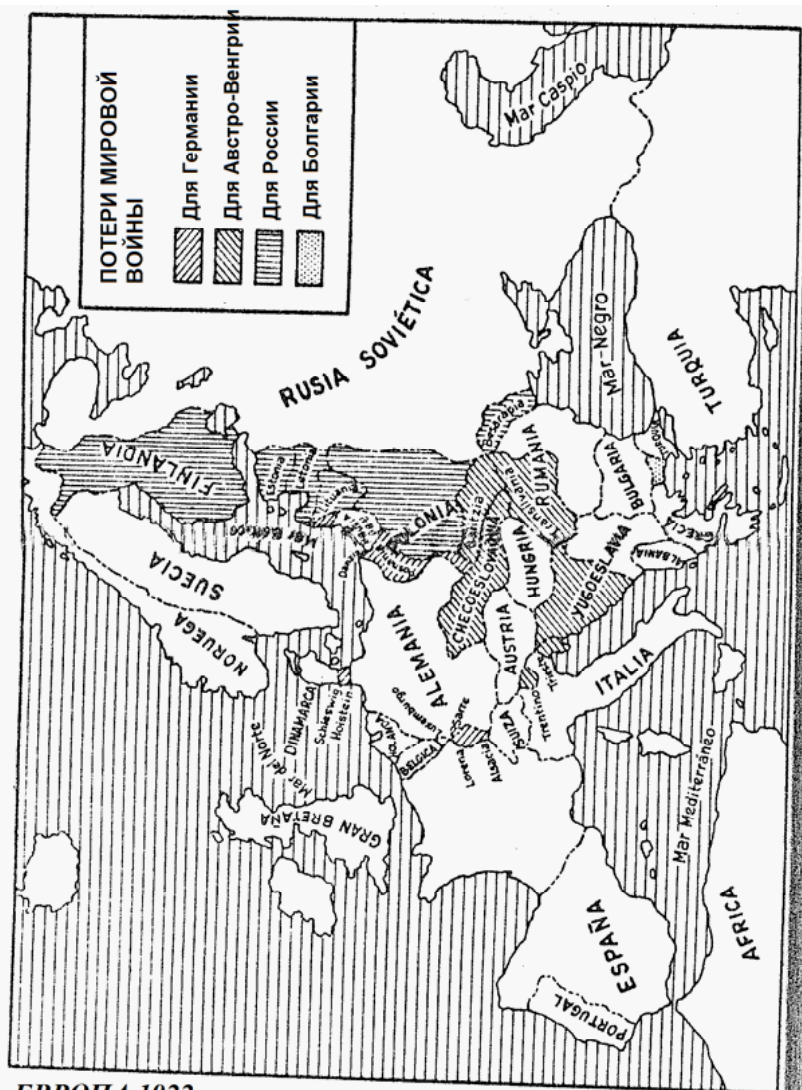 ПОТЕРИ МИРОВОЙ
ВОЙНЫ
Для Германии
Для Австро-Венгрии
Для России
Для Болгарии
Mar Caspio
RUSIA SOVIÉTICA
FINLANDIA
SUECIA
NORUEGA
Mar Báltico
Estonia
Letonia
Mar del Norte
DINAMARCA
Schleswig
Holstein
GRAN BRETAÑA
HOLANDA
BELGICA
Luxemburgo
ALEMANIA
Sarre
Lorena
Alsacia
SUIZA
AUSTRIA
CHECOESLOVAQUIA
Galitzia
HUNGRIA
Transilvania
RUMANIA
Besarabia
Mar-Negro
TURQUIA
BULGARIA
YUGOESLAVIA
ALBANIA
GRECIA
Trentino
Trieste
ITALIA
Mar Mediterráneo
ESPAÑA
PORTUGAL
AFRICA
ЕВРОПА 1922